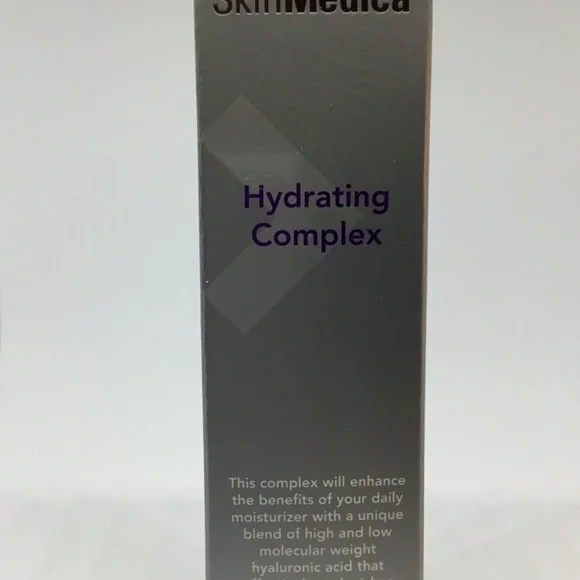 SkinMedica
Hydrating
Complex
This complex will enhance
the benefits of your daily
moisturizer with a unique
blend of high and low
molecular weight
hyaluronic acid that